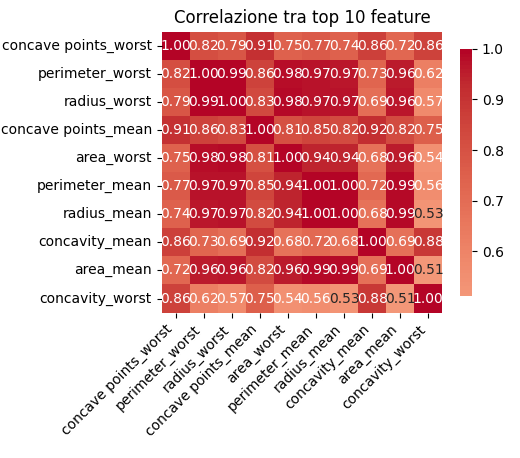 Correlazione tra top 10 feature
concave points_worst 1.00 0.82 0.79 0.91 0.75 0.77 0.74 0.86 0.72 0.86
perimeter_worst 0.82 1.00 0.99 0.86 0.98 0.97 0.97 0.73 0.96 0.62
radius_worst 0.79 0.99 1.00 0.83 0.98 0.97 0.97 0.69 0.96 0.57
concave points_mean 0.91 0.86 0.83 1.00 0.81 0.85 0.82 0.92 0.82 0.75
area_worst 0.75 0.98 0.98 0.81 1.00 0.94 0.94 0.68 0.96 0.54
perimeter_mean 0.77 0.97 0.97 0.85 0.94 1.00 1.00 0.72 0.99 0.56
radius_mean 0.74 0.97 0.97 0.82 0.94 1.00 1.00 0.68 0.99 0.53
concavity_mean 0.86 0.73 0.69 0.92 0.68 0.72 0.68 1.00 0.69 0.88
area_mean 0.72 0.96 0.96 0.82 0.96 0.99 0.99 0.69 1.00 0.51
concavity_worst 0.86 0.62 0.57 0.75 0.54 0.56 0.53 0.88 0.51 1.00
concave points_worst
perimeter_worst
radius_worst
concave points_mean
area_worst
perimeter_mean
radius_mean
concavity_mean
area_mean
concavity_worst
1.0
0.9
0.8
0.7
0.6